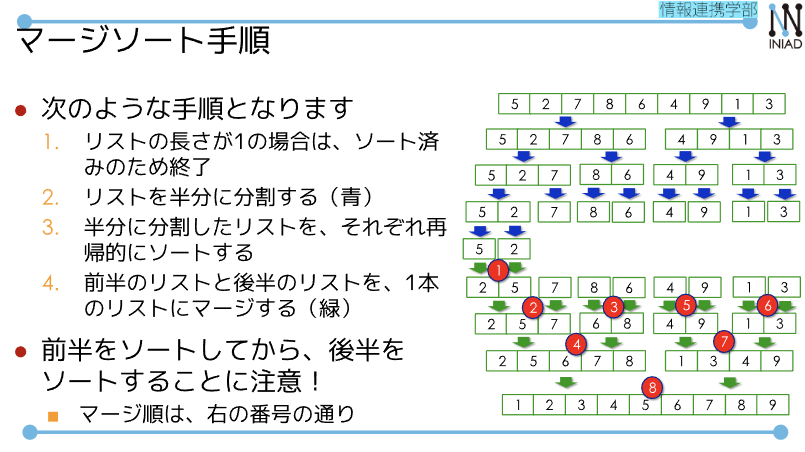 情報連携学部
INIAD
マージソート手順
● 次のような手順となります
1. リストの長さが1の場合は、ソート済
みのため終了
2. リストを半分に分割する（青）
3. 半分に分割したリストを、それぞれ再
帰的にソートする
4. 前半のリストと後半のリストを、1本
のリストにマージする（緑）
● 前半をソートしてから、後半を
ソートすることに注意！
■ マージ順は、右の番号の通り
5 2 7 8 6 4 9 1 3
5 2 7 8 6 4 9 1 3
5 2 7 8 6 4 9 1 3
5 2 7 8 6 4 9 1 3
5 2
1
2 5 7 8 6 4 9 1 3
2 3 5 6
2 5 7 6 8 4 9 1 3
4 7
2 5 6 7 8 1 3 4 9
8
1 2 3 4 5 6 7 8 9